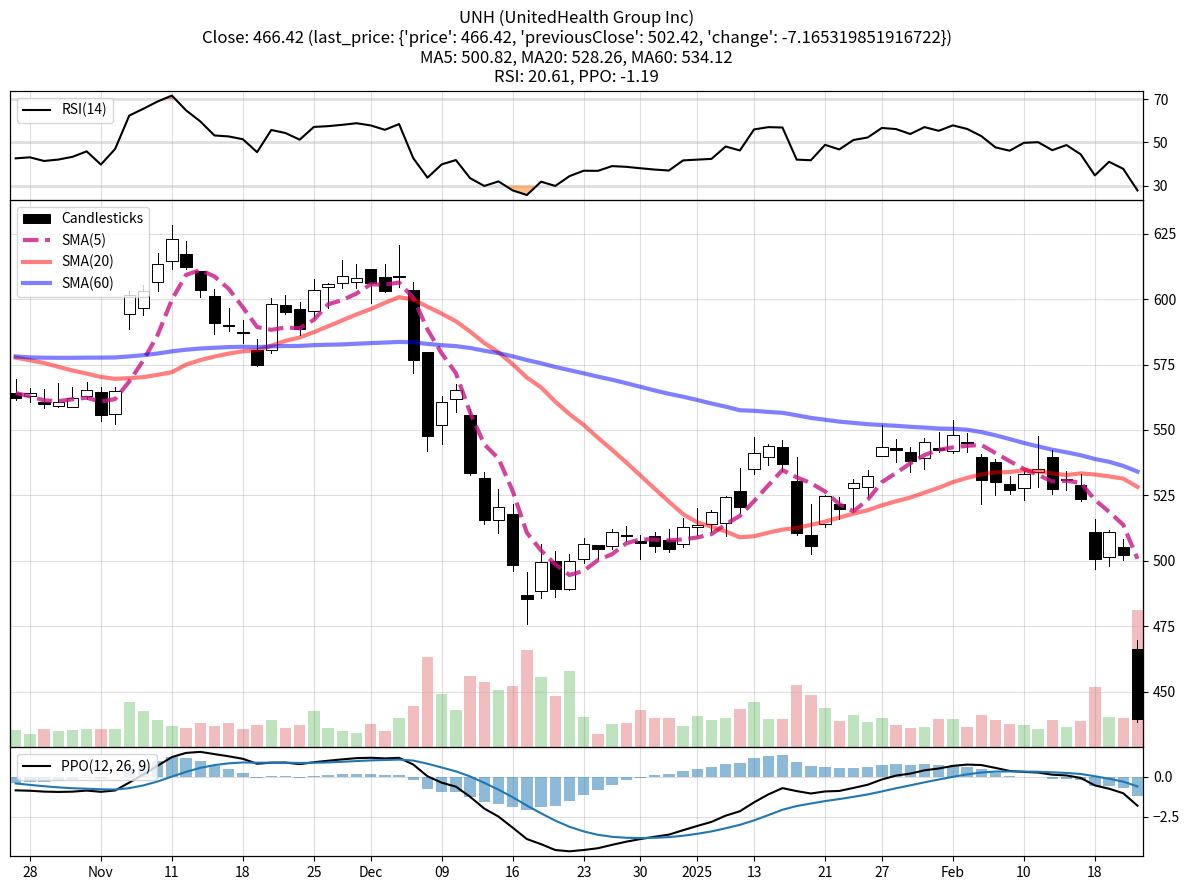 UNH (UnitedHealth Group Inc)
Close: 466.42 (last_price: {'price': 466.42, 'previousClose': 502.42, 'change': -7.165319851916722})
MA5: 500.82, MA20: 528.26, MA60: 534.12
RSI: 20.61, PPO: -1.19
RSI(14)
70
50
30
Candlesticks
SMA(5)
SMA(20)
SMA(60)
625
600
575
550
525
500
475
450
PPO(12, 26, 9)
0.0
−2.5
28 Nov 11 18 25 Dec 09 16 23 30 2025 13 21 27 Feb 10 18